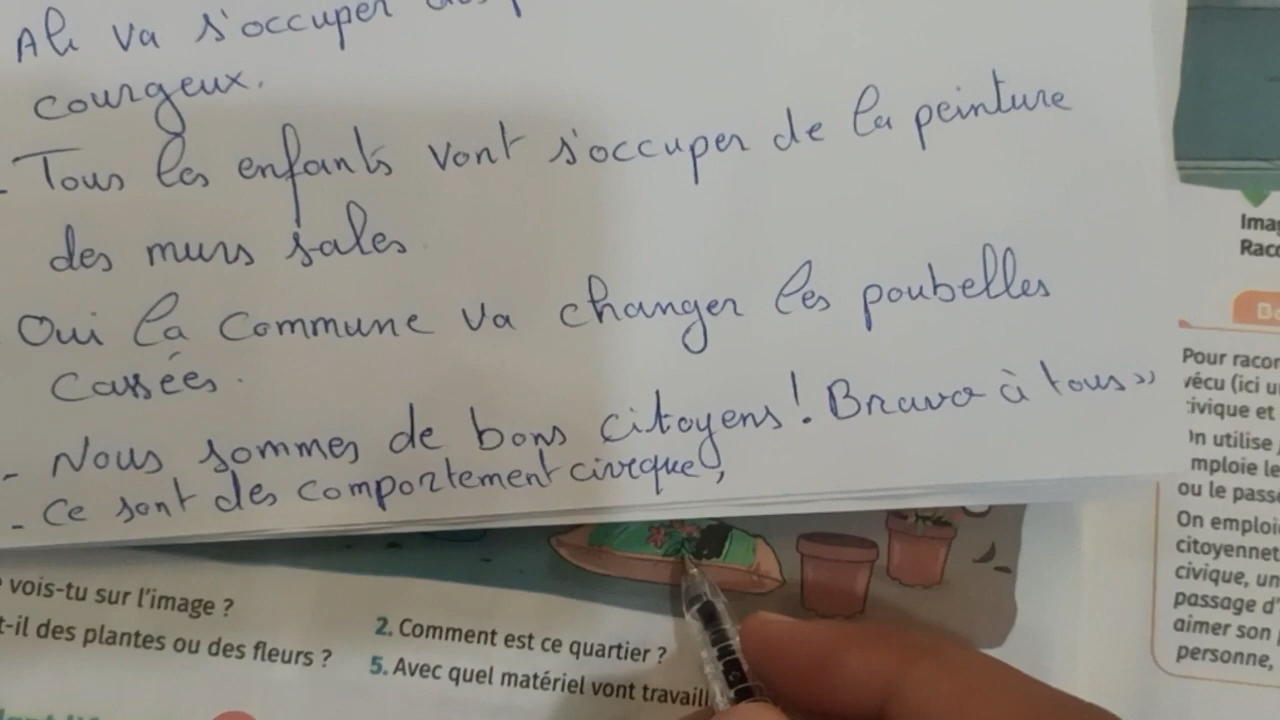 Ali va s'occuper
courgeux.
- Tous les enfants vont s'occuper de la peinture
des murs sales
Oui la commune va changer les poubelles
cassées.
- Nous sommes de bons citoyens ! Bravo à tous »
- Ce sont des comportement civique,
vois-tu sur l'image ?
t-il des plantes ou des fleurs ?
2. Comment est ce quartier ?
5. Avec quel matériel vont travaill
Imag
Raco
Pour racon
vécu (ici u
civique et
On utilise
mploie le
ou le passé
On emploi
citoyennet
civique, un
passage d'
aimer son
personne,